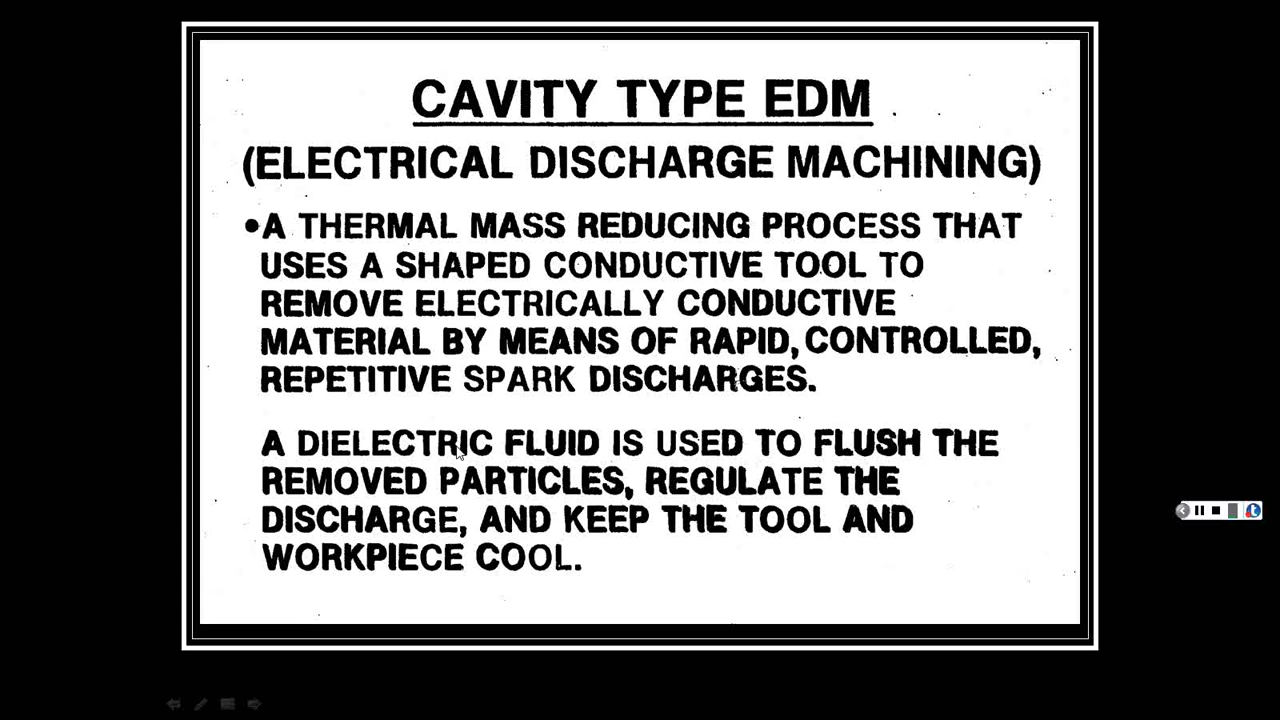 CAVITY TYPE EDM
(ELECTRICAL DISCHARGE MACHINING)
•A THERMAL MASS REDUCING PROCESS THAT
USES A SHAPED CONDUCTIVE TOOL TO
REMOVE ELECTRICALLY CONDUCTIVE
MATERIAL BY MEANS OF RAPID, CONTROLLED,
REPETITIVE SPARK DISCHARGES.
A DIELECTRIC FLUID IS USED TO FLUSH THE
REMOVED PARTICLES, REGULATE THE
DISCHARGE, AND KEEP THE TOOL AND
WORKPIECE COOL.